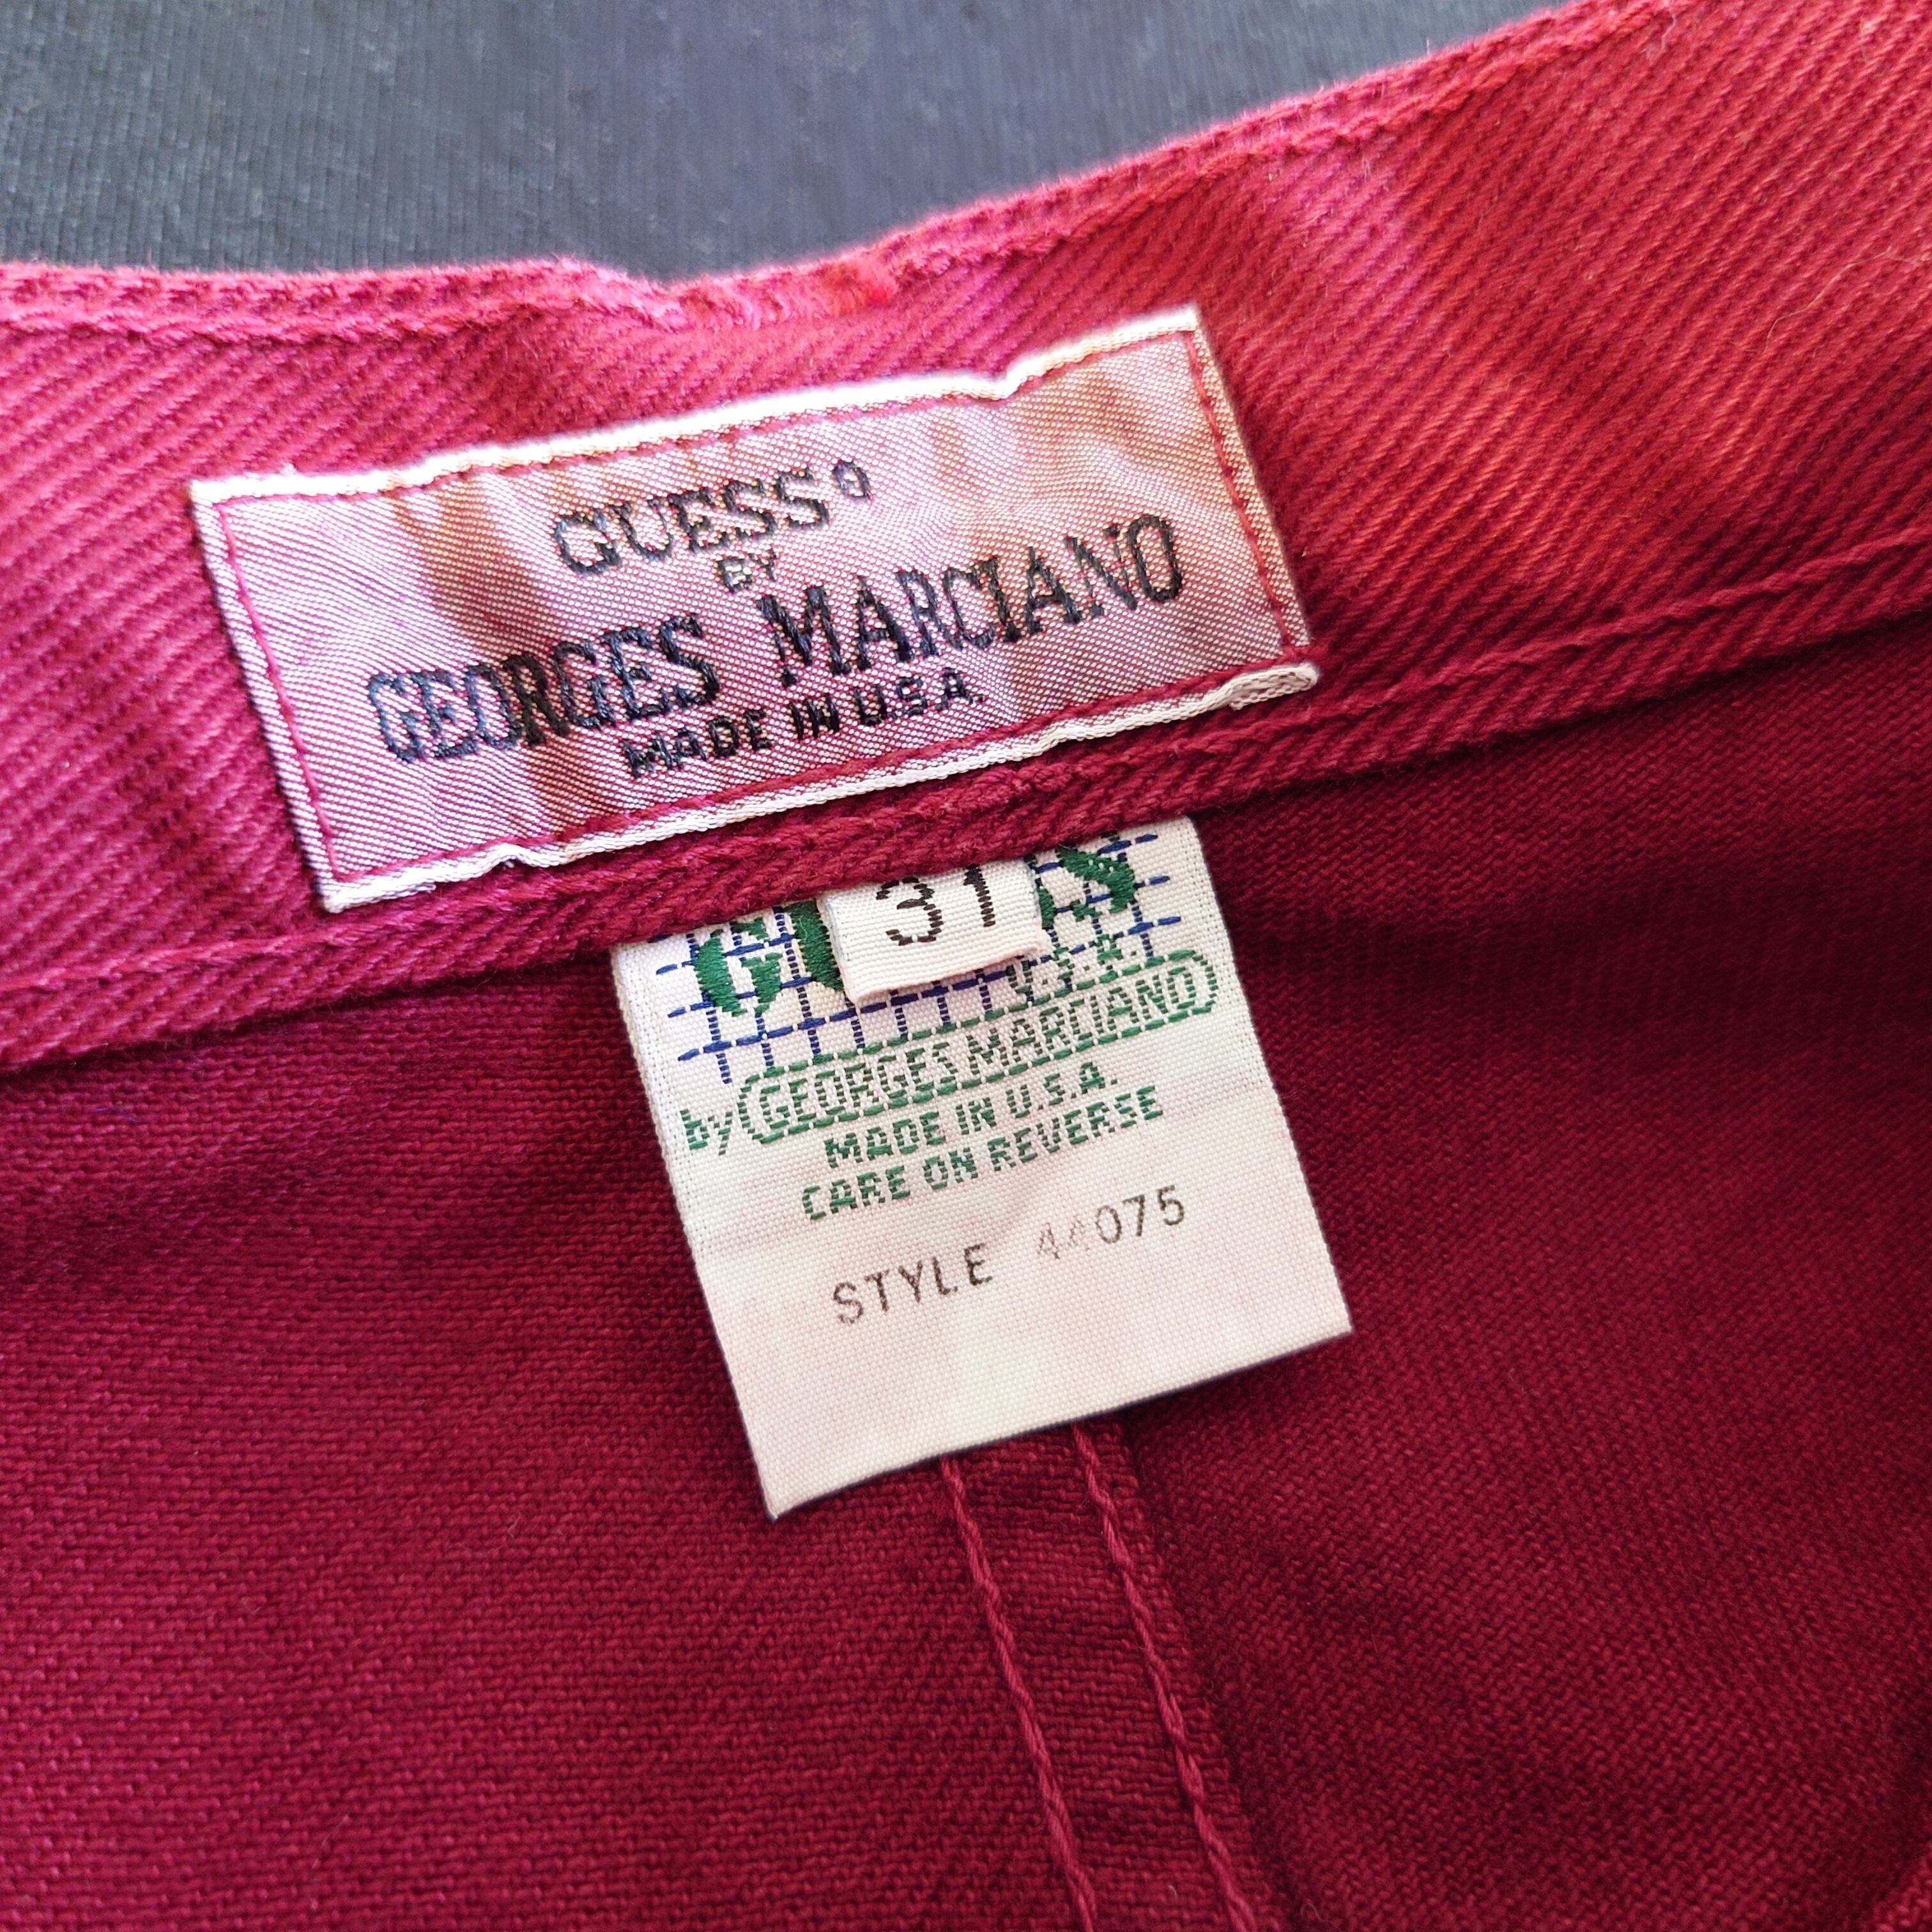 GUESS®
BY
GEORGES MARCIANO
MADE IN U.S.A.
31
by GEORGES MARCIANO
MADE IN U.S.A.
CARE ON REVERSE
STYLE 44075